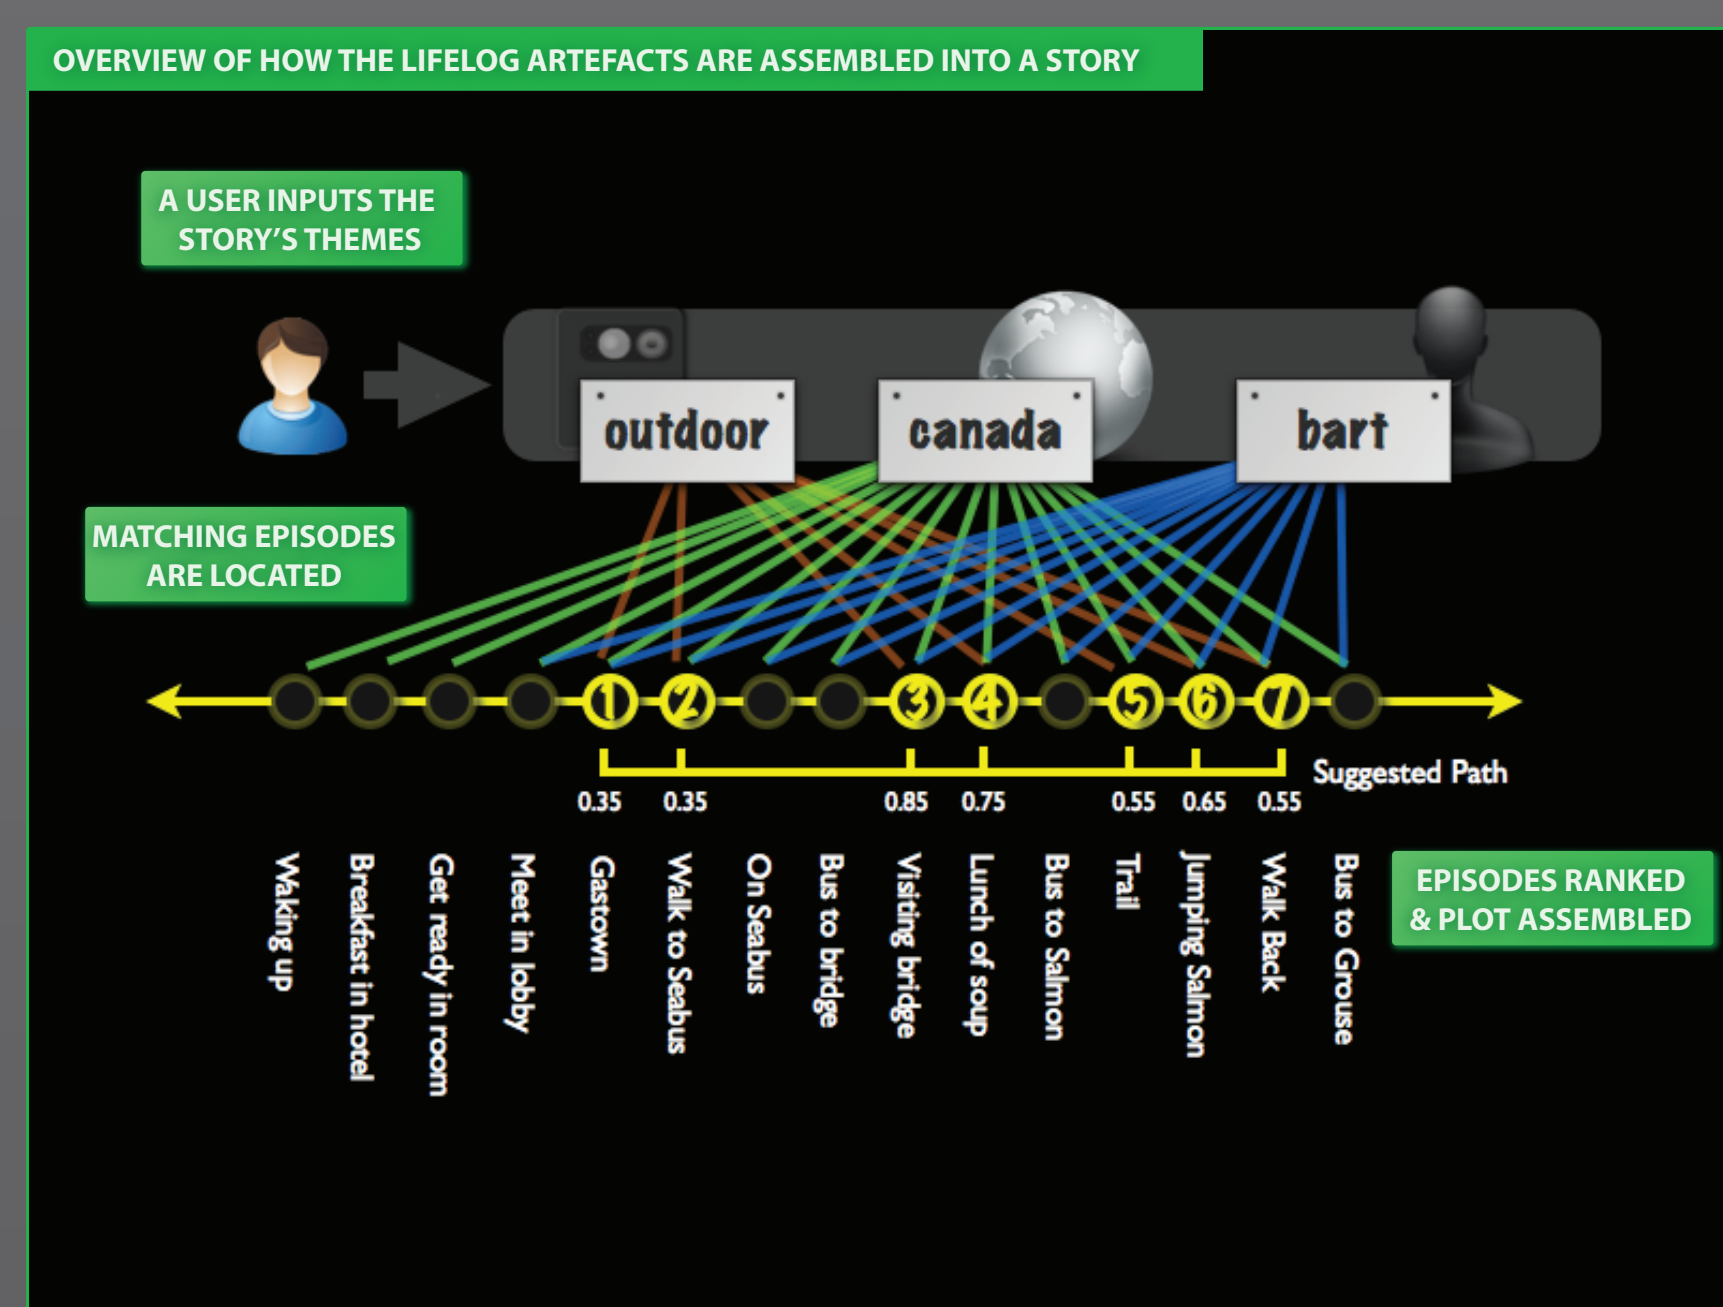 OVERVIEW OF HOW THE LIFELOG ARTEFACTS ARE ASSEMBLED INTO A STORY
A USER INPUTS THE
STORY'S THEMES
outdoor
canada
bart
MATCHING EPISODES
ARE LOCATED
1 2 3 4 5 6 7
Suggested Path
0.35 0.35 0.85 0.75 0.55 0.65 0.55
Waking up
Breakfast in hotel
Get ready in room
Meet in lobby
Gastown
Walk to Seabus
On Seabus
Bus to bridge
Visiting bridge
Lunch of soup
Bus to Salmon
Trail
Jumping Salmon
Walk Back
Bus to Grouse
EPISODES RANKED
& PLOT ASSEMBLED